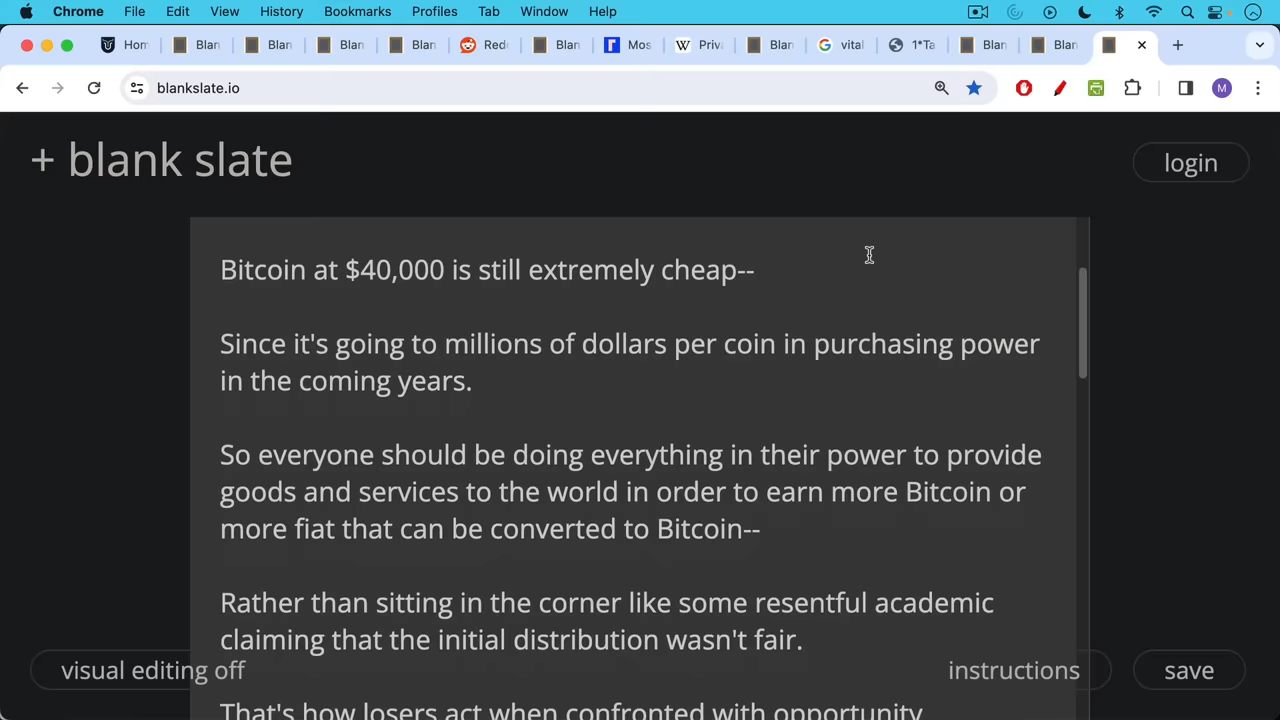 Chrome File Edit View History Bookmarks Profiles Tab Window Help
Hom Blan Blan Blan Blan Redd Blan Mos W Priva Blan vital 1*Ta Blan Blan
blankslate.io M
+ blank slate
login
Bitcoin at $40,000 is still extremely cheap--
Since it's going to millions of dollars per coin in purchasing power
in the coming years.
So everyone should be doing everything in their power to provide
goods and services to the world in order to earn more Bitcoin or
more fiat that can be converted to Bitcoin--
Rather than sitting in the corner like some resentful academic
claiming that the initial distribution wasn't fair.
visual editing off
instructions
save
That's how losers act when confronted with opportunity